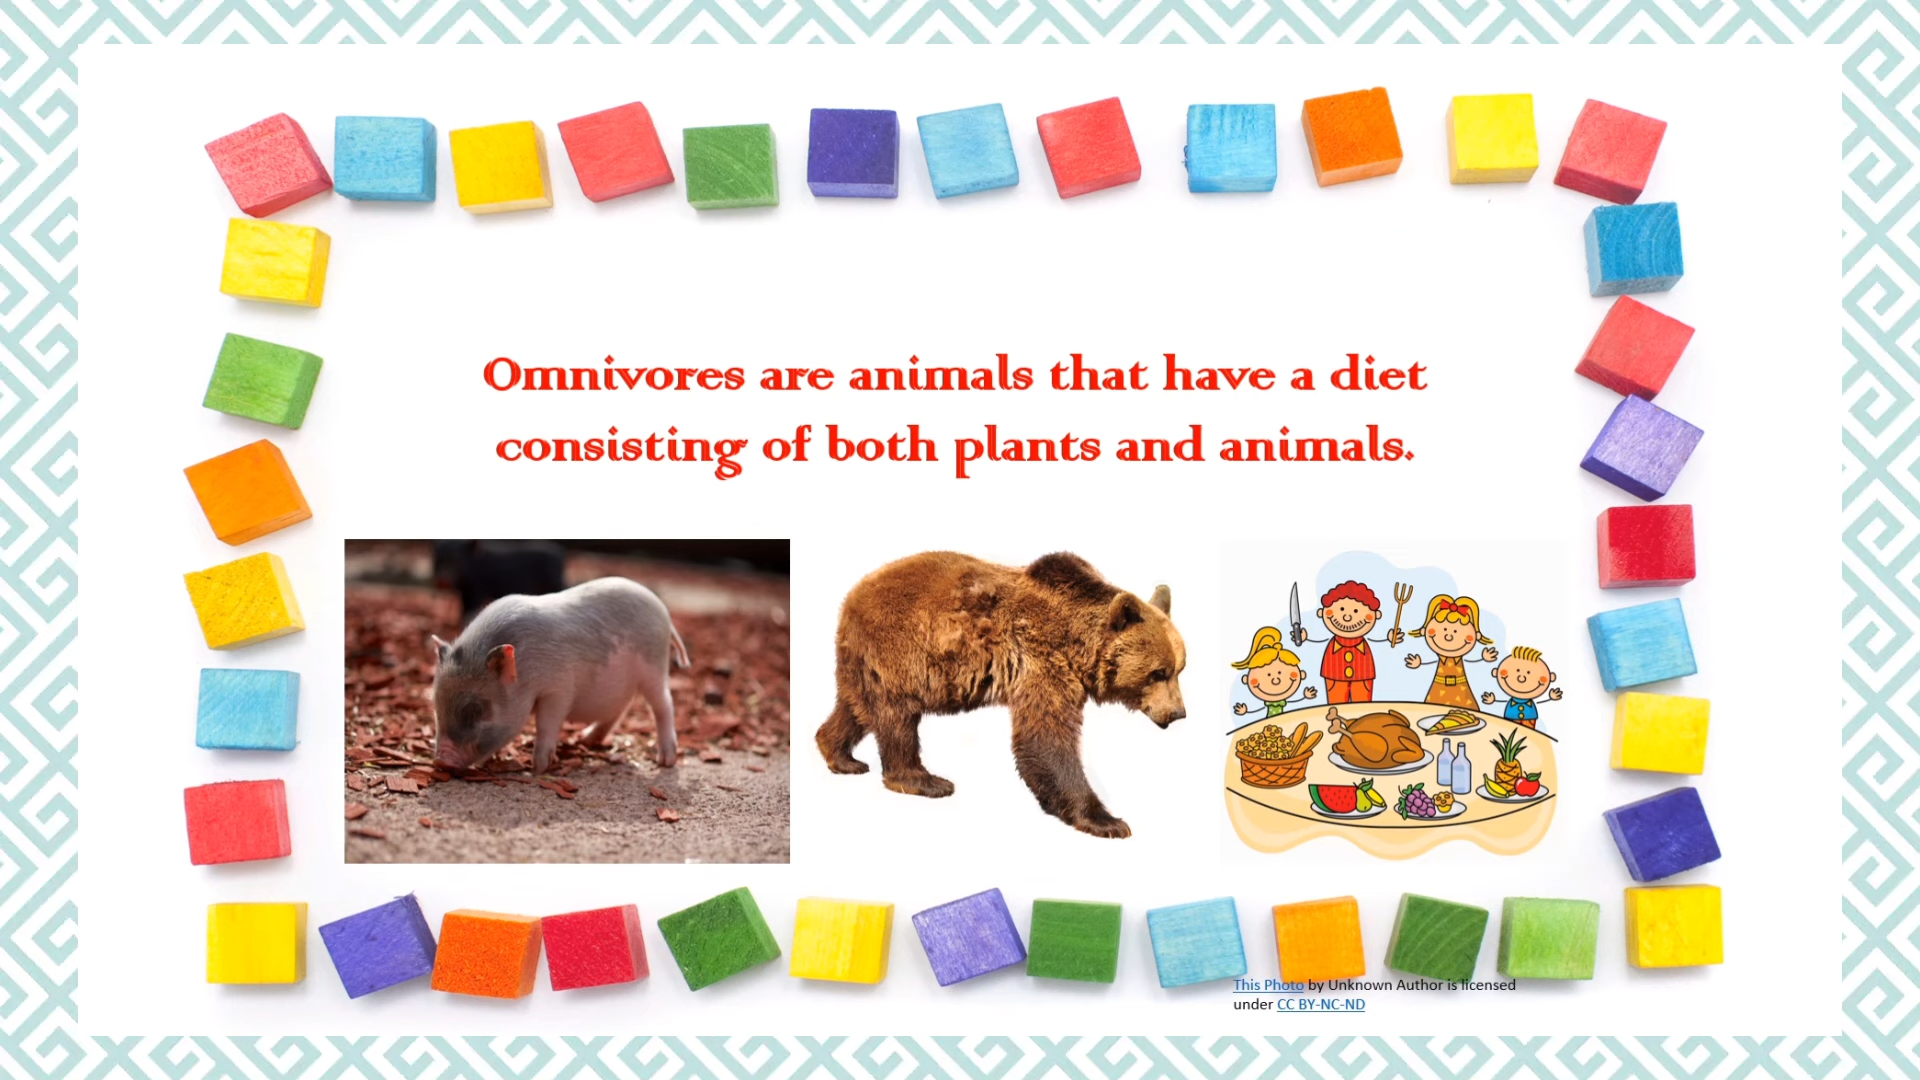 Omnivores are animals that have a diet
consisting of both plants and animals.
This Photo by Unknown Author is licensed
under CC BY-NC-ND